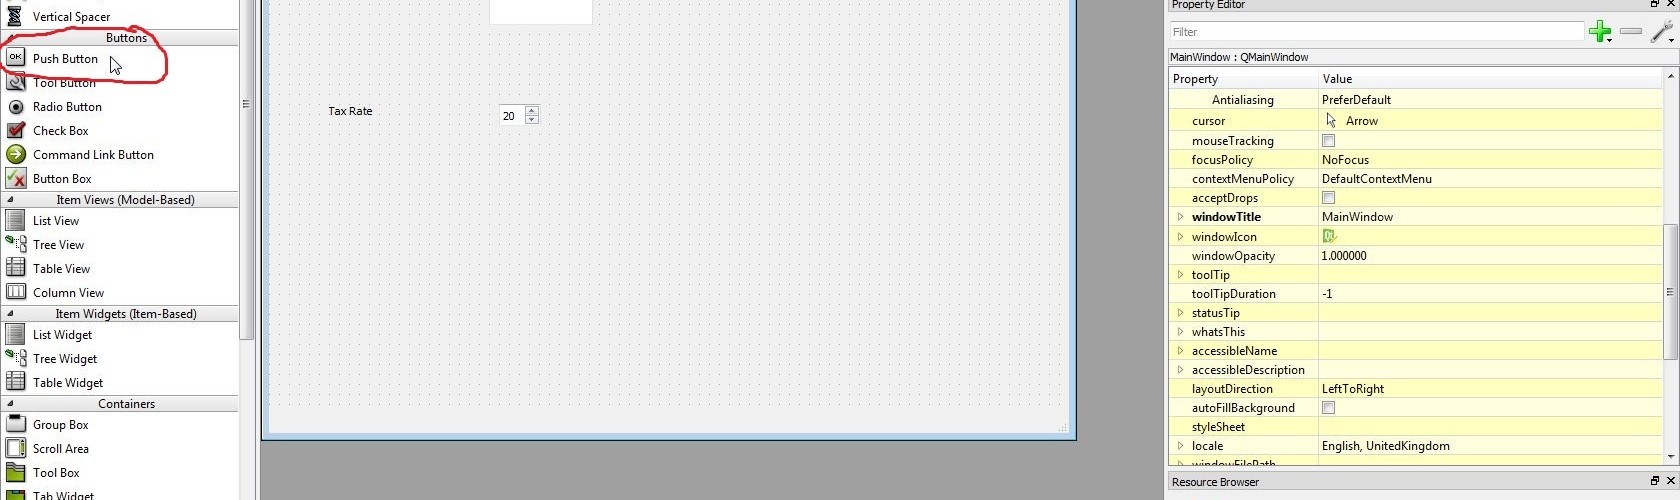 Vertical Spacer
Buttons
OK Push Button
Tool Button
Radio Button
Check Box
Command Link Button
Button Box
Item Views (Model-Based)
List View
Tree View
Table View
Column View
Item Widgets (Item-Based)
List Widget
Tree Widget
Table Widget
Containers
Group Box
Scroll Area
Tool Box
Tab Widget
Tax Rate 20
Property Editor
Filter
MainWindow : QMainWindow
Property Value
Antialiasing PreferDefault
cursor Arrow
mouseTracking
focusPolicy NoFocus
contextMenuPolicy DefaultContextMenu
acceptDrops
windowTitle MainWindow
windowIcon Qt
windowOpacity 1.000000
toolTip
toolTipDuration -1
statusTip
whatsThis
accessibleName
accessibleDescription
layoutDirection LeftToRight
autoFillBackground
styleSheet
locale English, UnitedKingdom
windowFilePath
Resource Browser